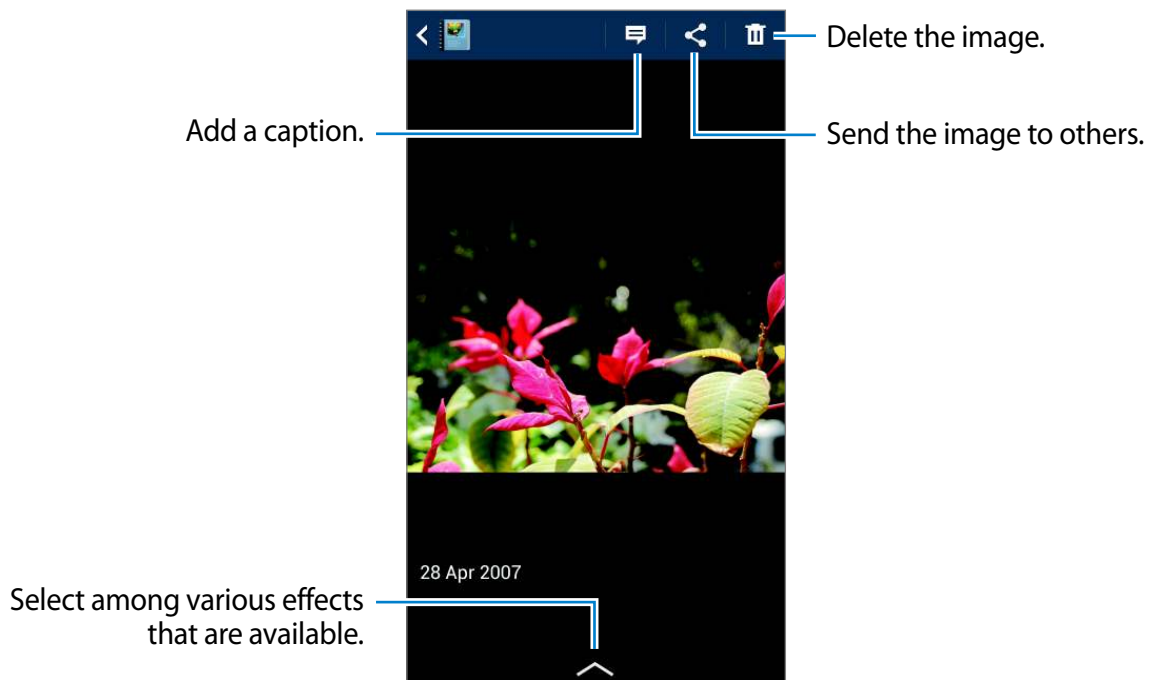 Delete the image.
Add a caption.
Send the image to others.
28 Apr 2007
Select among various effects
that are available.